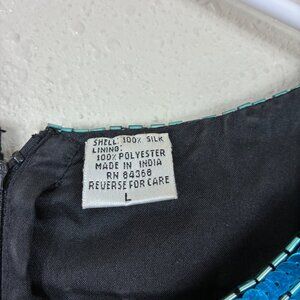 SHELL: 100% SILK
LINING:
100% POLYESTER
MADE IN INDIA
RN 84368
REVERSE FOR CARE
L